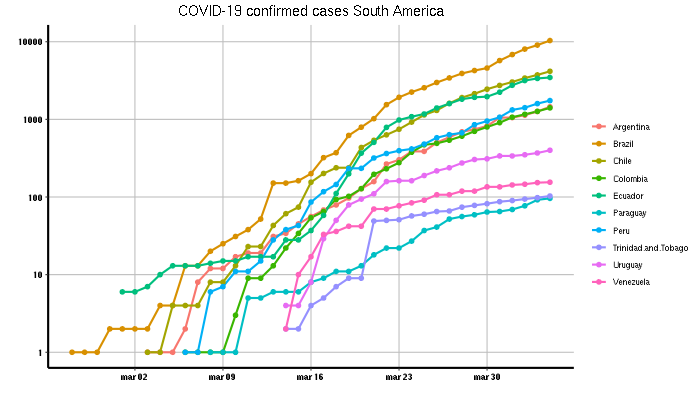 COVID-19 confirmed cases South America
10000
1000
100
10
1
mar 02
mar 09
mar 16
mar 23
mar 30
Argentina
Brazil
Chile
Colombia
Ecuador
Paraguay
Peru
Trinidad.and.Tobago
Uruguay
Venezuela